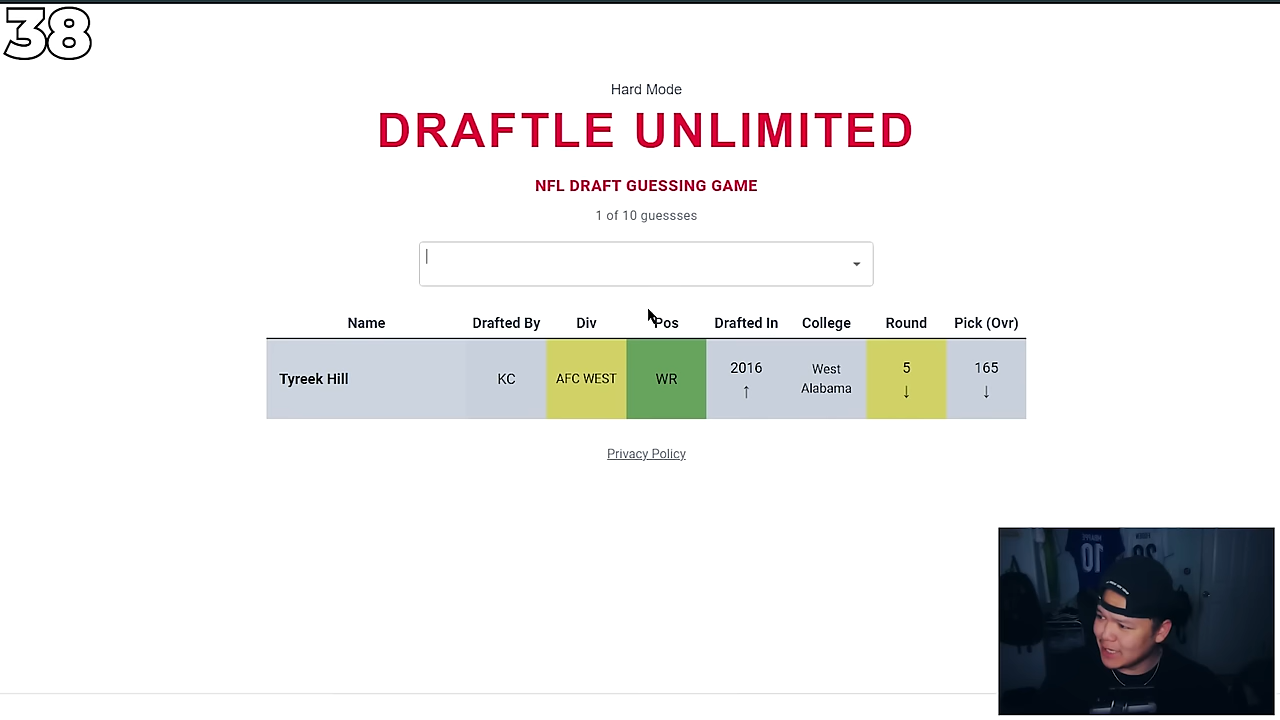 38
Hard Mode
DRAFTLE UNLIMITED
NFL DRAFT GUESSING GAME
1 of 10 guessses
Name Drafted By Div Pos Drafted In College Round Pick (Ovr)
Tyreek Hill KC AFC WEST WR 2016 ↑ West Alabama 5 ↓ 165 ↓
Privacy Policy
10